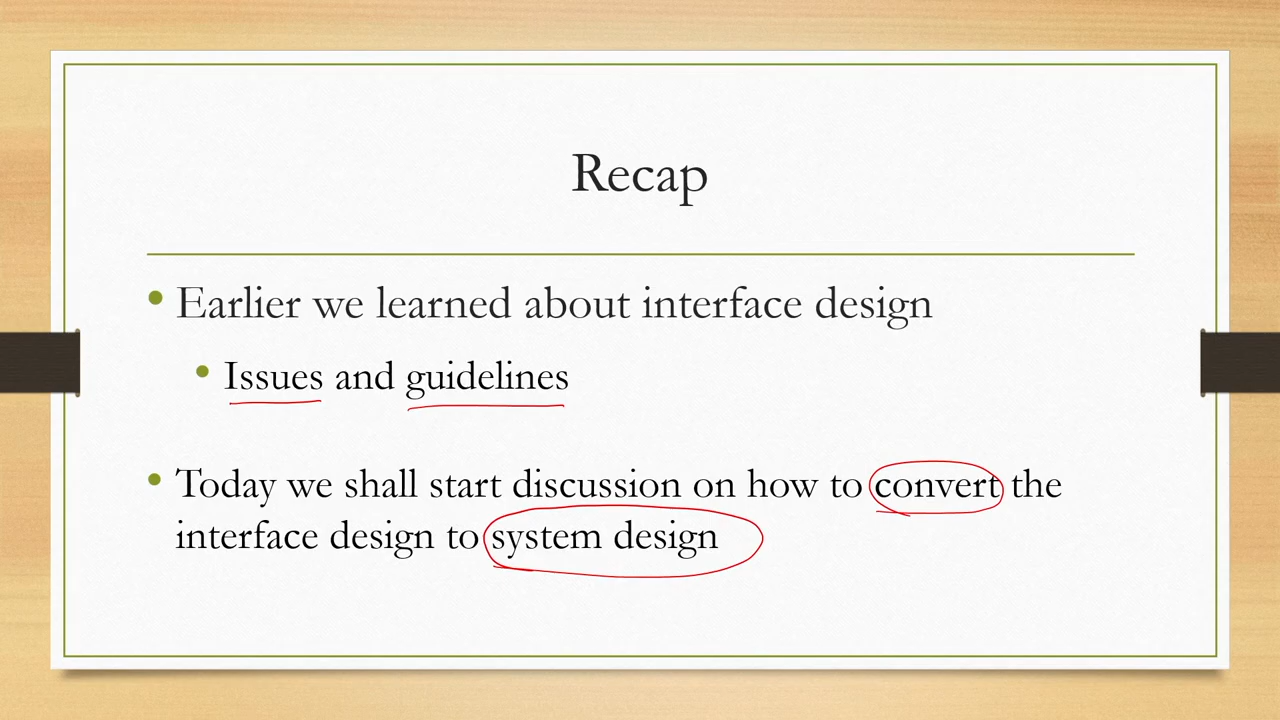 Recap
• Earlier we learned about interface design
• Issues and guidelines
• Today we shall start discussion on how to convert the
interface design to system design